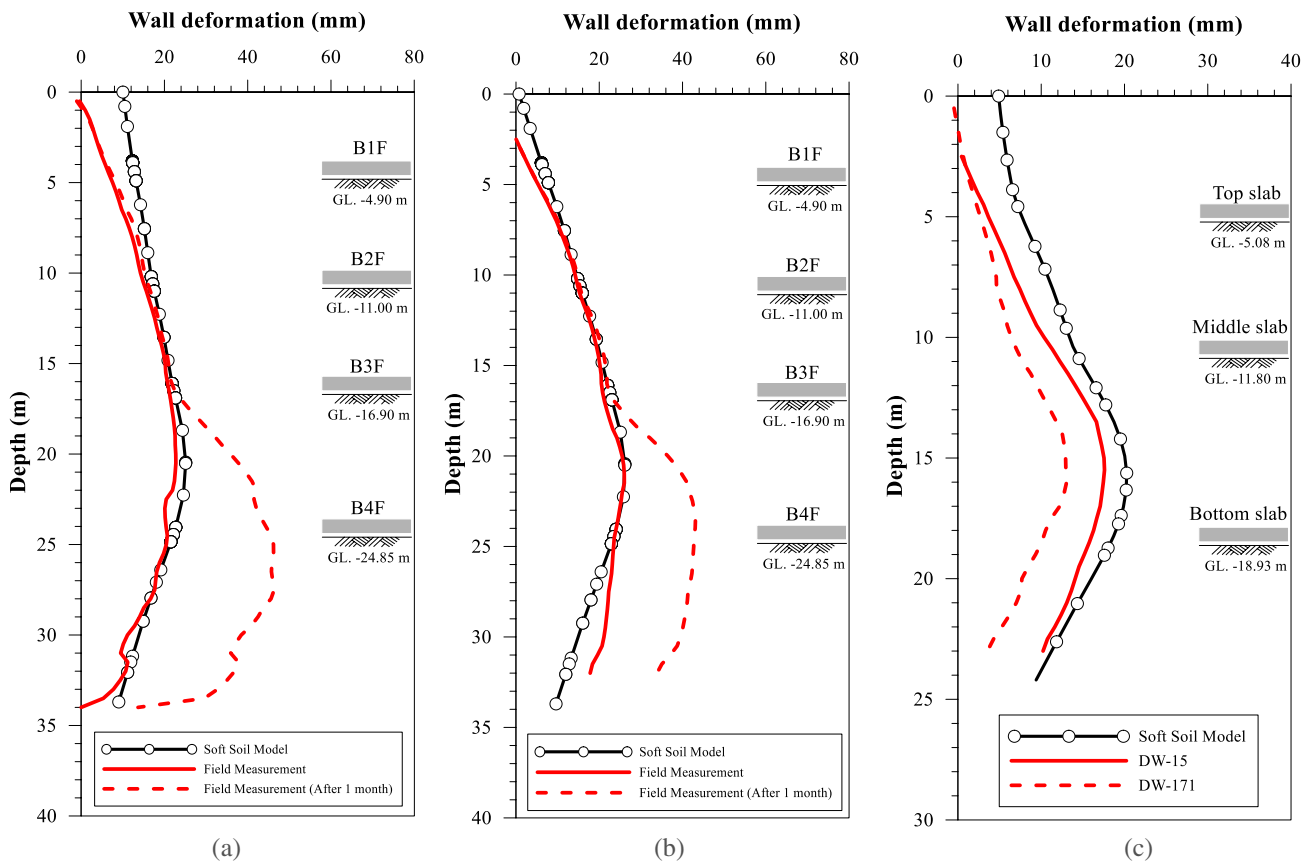 Wall deformation (mm)
0 20 40 60 80
0
5
10
15
20
25
30
35
40
Depth (m)
B1F
GL. -4.90 m
B2F
GL. -11.00 m
B3F
GL. -16.90 m
B4F
GL. -24.85 m
Soft Soil Model
Field Measurement
Field Measurement (After 1 month)
(a)
Wall deformation (mm)
0 20 40 60 80
0
5
10
15
20
25
30
35
40
Depth (m)
B1F
GL. -4.90 m
B2F
GL. -11.00 m
B3F
GL. -16.90 m
B4F
GL. -24.85 m
Soft Soil Model
Field Measurement
Field Measurement (After 1 month)
(b)
Wall deformation (mm)
0 10 20 30 40
0
5
10
15
20
25
30
Depth (m)
Top slab
GL. -5.08 m
Middle slab
GL. -11.80 m
Bottom slab
GL. -18.93 m
Soft Soil Model
DW-15
DW-171
(c)